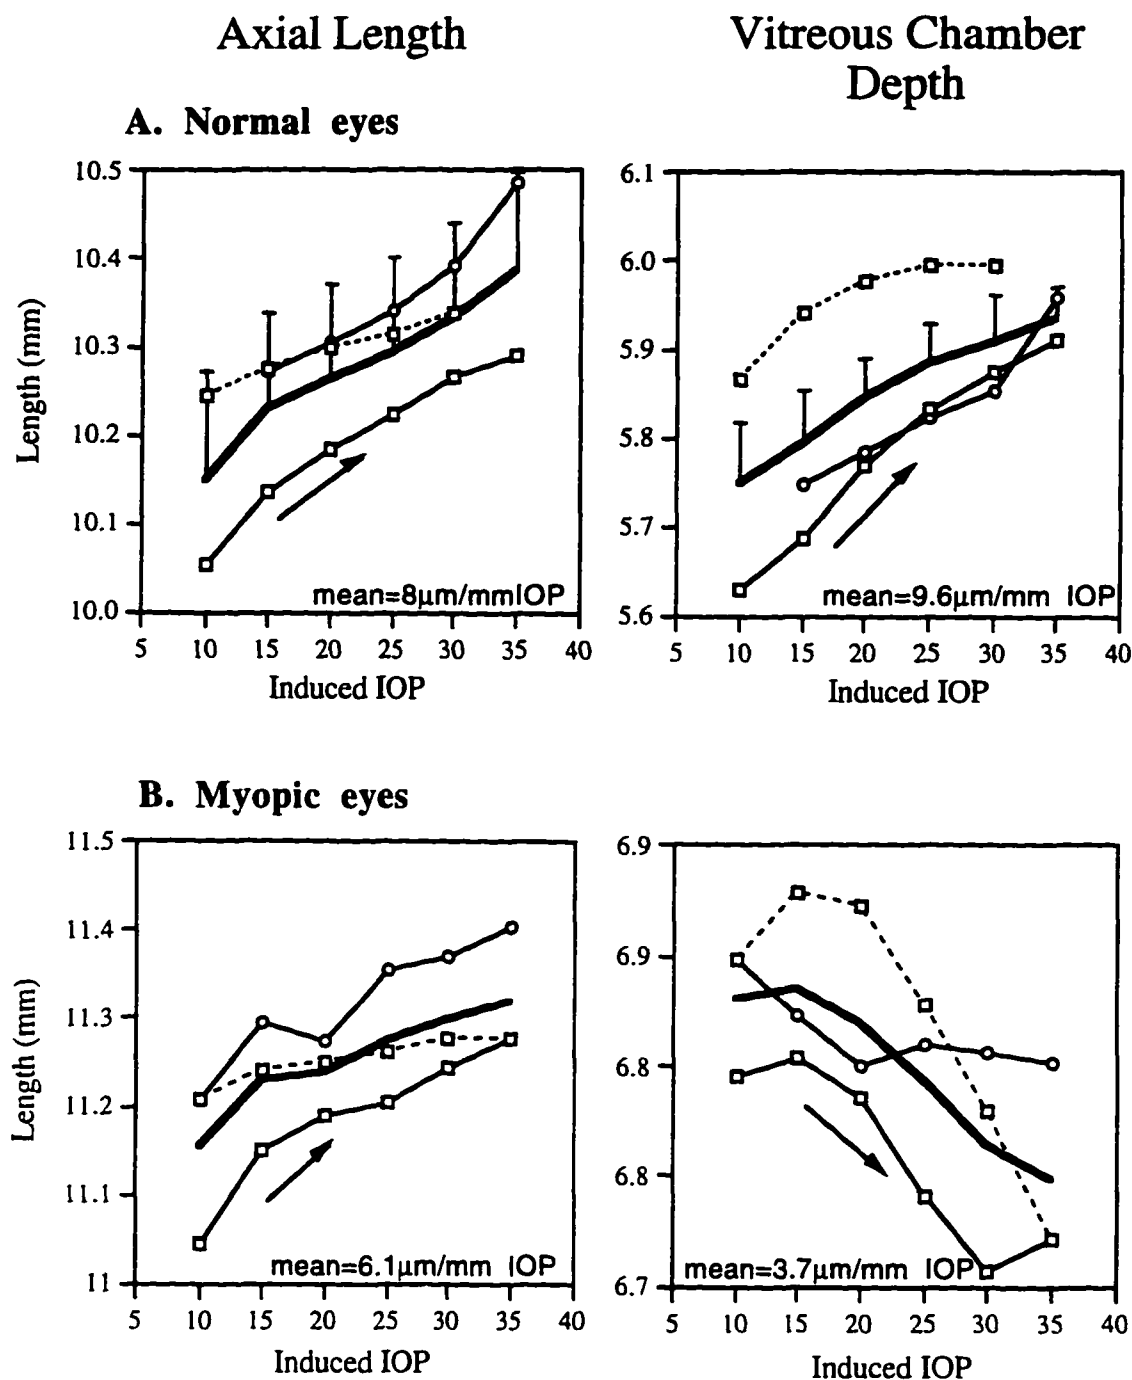 Axial Length
Vitreous Chamber
Depth
A. Normal eyes
10.5
10.4
10.3
10.2
10.1
10.0
Length (mm)
mean=8µm/mmIOP
5 10 15 20 25 30 35 40
Induced IOP
6.1
6.0
5.9
5.8
5.7
5.6
mean=9.6µm/mm IOP
5 10 15 20 25 30 35 40
Induced IOP
B. Myopic eyes
11.5
11.4
11.3
11.2
11.1
11
Length (mm)
mean=6.1µm/mm IOP
5 10 15 20 25 30 35 40
Induced IOP
6.9
6.9
6.8
6.8
6.7
mean=3.7µm/mm IOP
5 10 15 20 25 30 35 40
Induced IOP